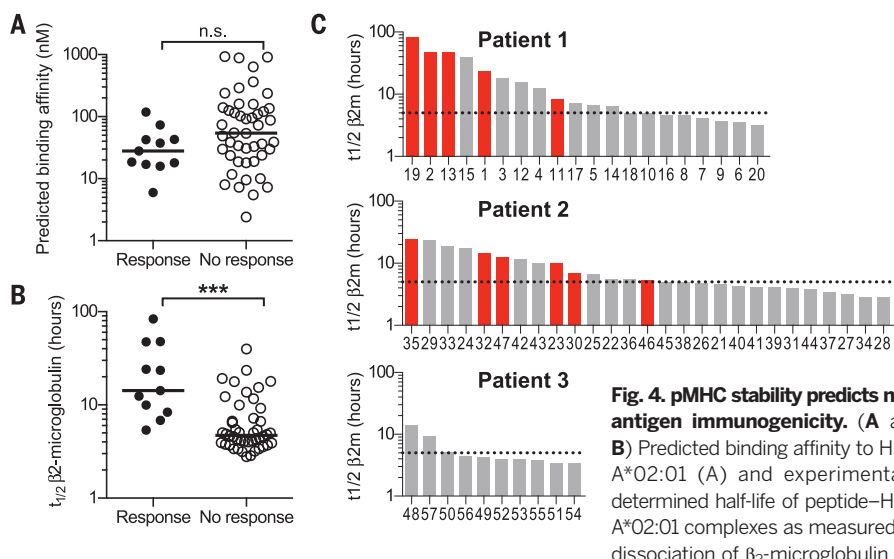 A
n.s.
Predicted binding affinity (nM)
1000
100
10
1
Response No response
B
***
t1/2 β2-microglobulin (hours)
100
10
1
Response No response
C
Patient 1
t1/2 β2m (hours)
100
10
1
19 2 13 15 1 3 12 4 11 17 5 14 18 10 16 8 7 9 6 20
Patient 2
t1/2 β2m (hours)
100
10
1
35 29 33 24 32 47 42 43 23 30 25 22 36 46 45 38 26 21 40 41 39 31 44 37 27 34 28
Patient 3
t1/2 β2m (hours)
100
10
1
48 57 50 56 49 52 53 55 51 54
Fig. 4. pMHC stability predicts
antigen immunogenicity. (A
B) Predicted binding affinity to
A*02:01 (A) and
determined half-life of
A*02:01 complexes as measured
dissociation of β2-microglobulin